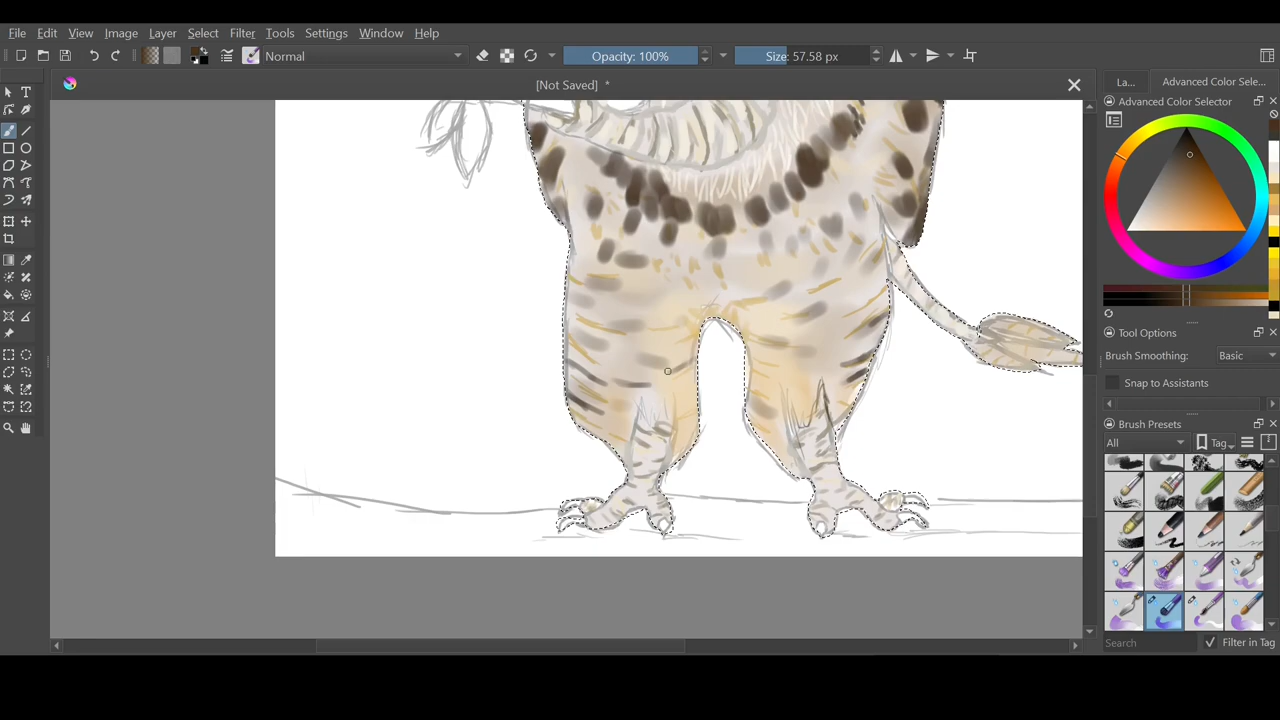 File Edit View Image Layer Select Filter Tools Settings Window Help
Normal Opacity: 100% Size: 57.58 px
[Not Saved] *
La... Advanced Color Sele...
Advanced Color Selector
Tool Options
Brush Smoothing: Basic
Snap to Assistants
Brush Presets
All Tag
Search Filter in Tag